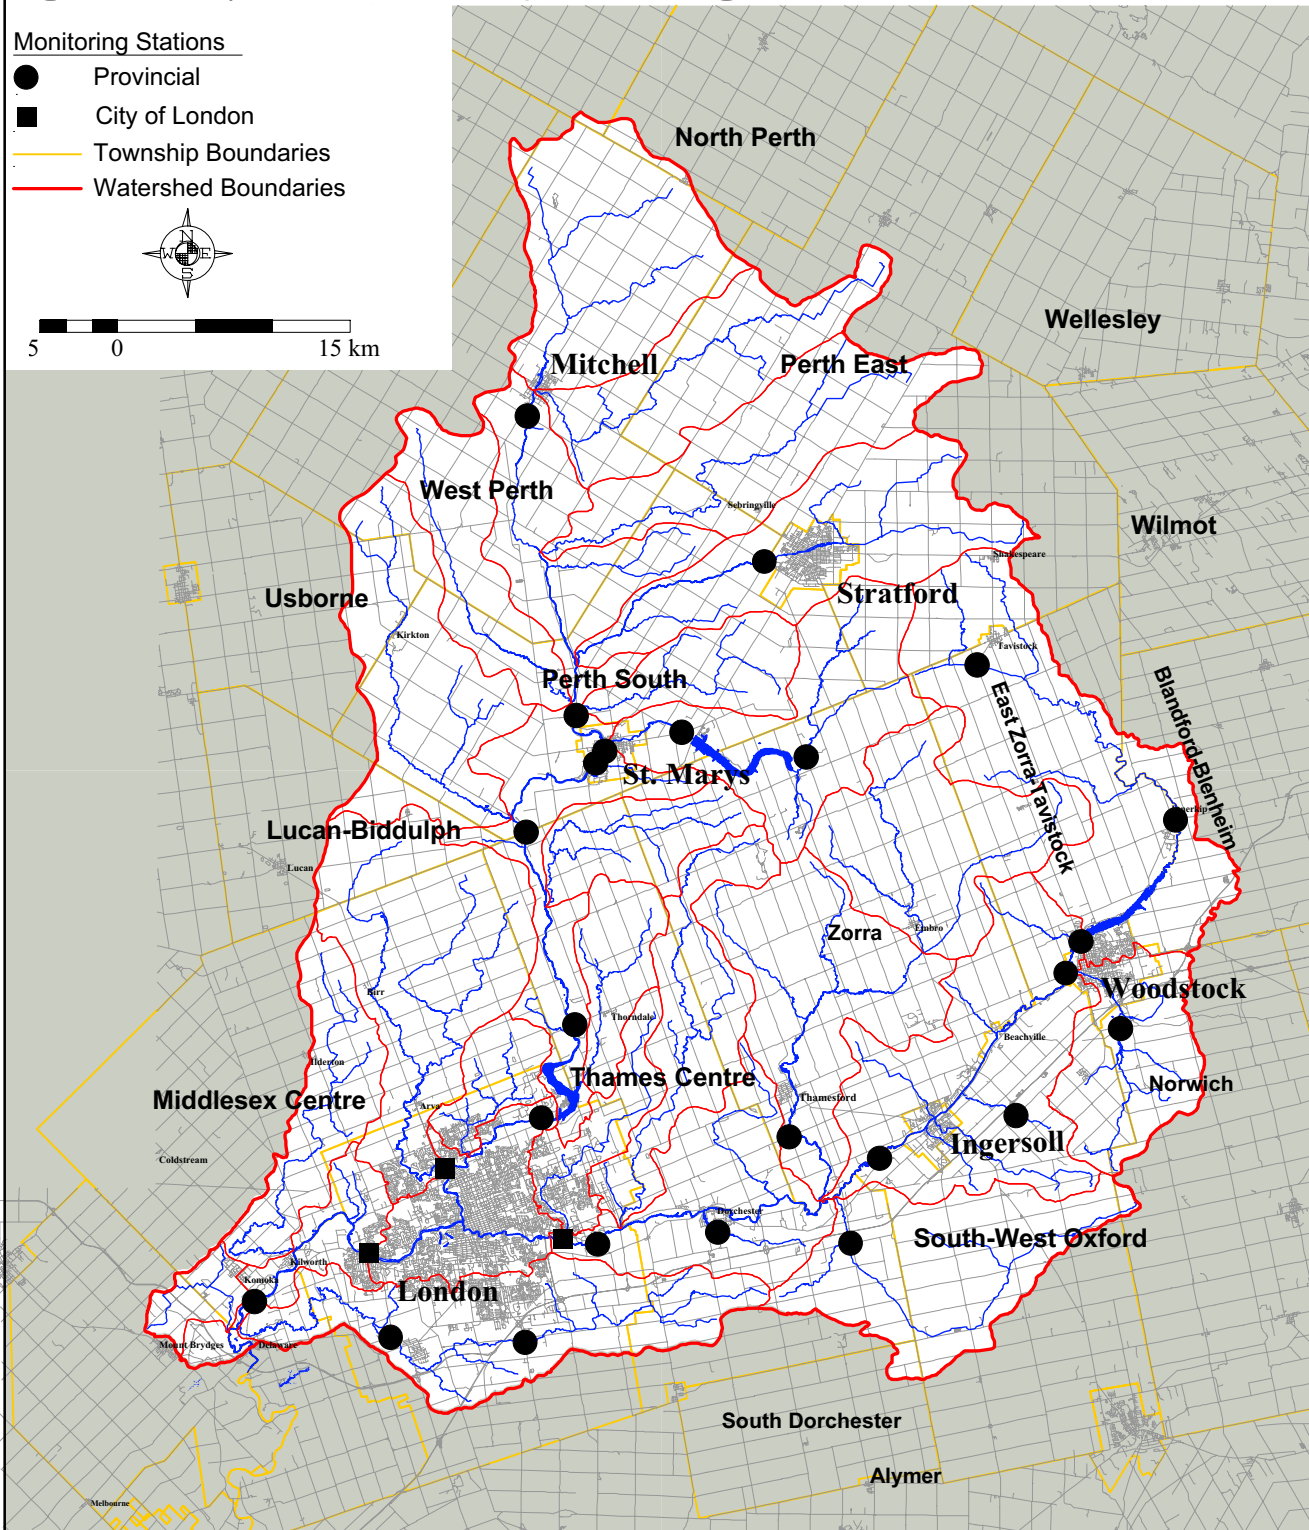 Monitoring Stations
Provincial
City of London
Township Boundaries
Watershed Boundaries
N
W E
S
5 0 15 km
North Perth
Wellesley
Mitchell
Perth East
West Perth
Sebringville
Wilmot
Shakespeare
Stratford
Usborne
Kirkton
Tavistock
Perth South
East Zorra-Tavistock
Blandford-Blenheim
St. Marys
Lucan-Biddulph
Lucan
Zorra
Embro
Woodstock
Birr
Thorndale
Beachville
Ilderton
Thames Centre
Norwich
Middlesex Centre
Arva
Thamesford
Ingersoll
Coldstream
Dorchester
South-West Oxford
Kilworth
Komoka
London
Mount Brydges
Delaware
South Dorchester
Alymer
Melbourne